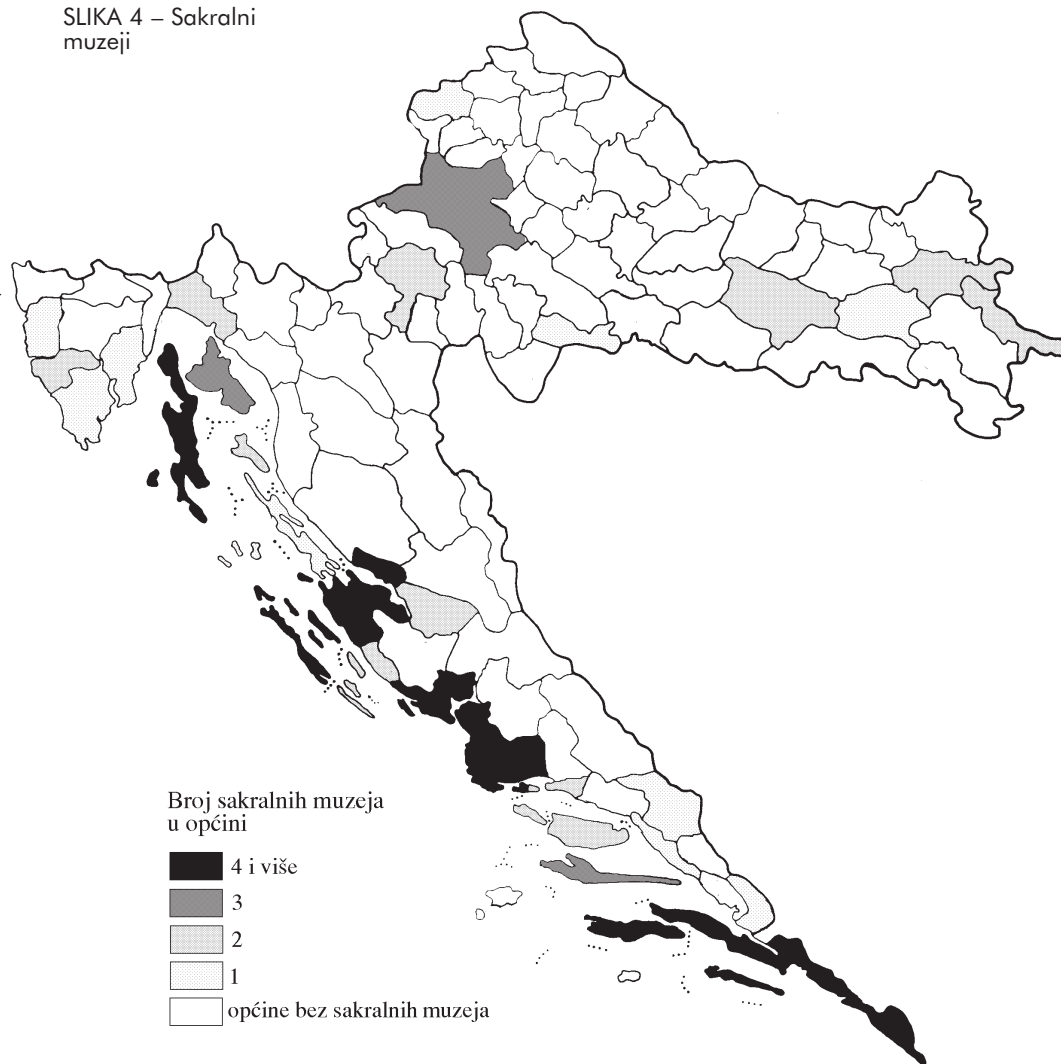 SLIKA 4 – Sakralni
muzeji
Broj sakralnih muzeja
u općini
4 i više
3
2
1
općine bez sakralnih muzeja